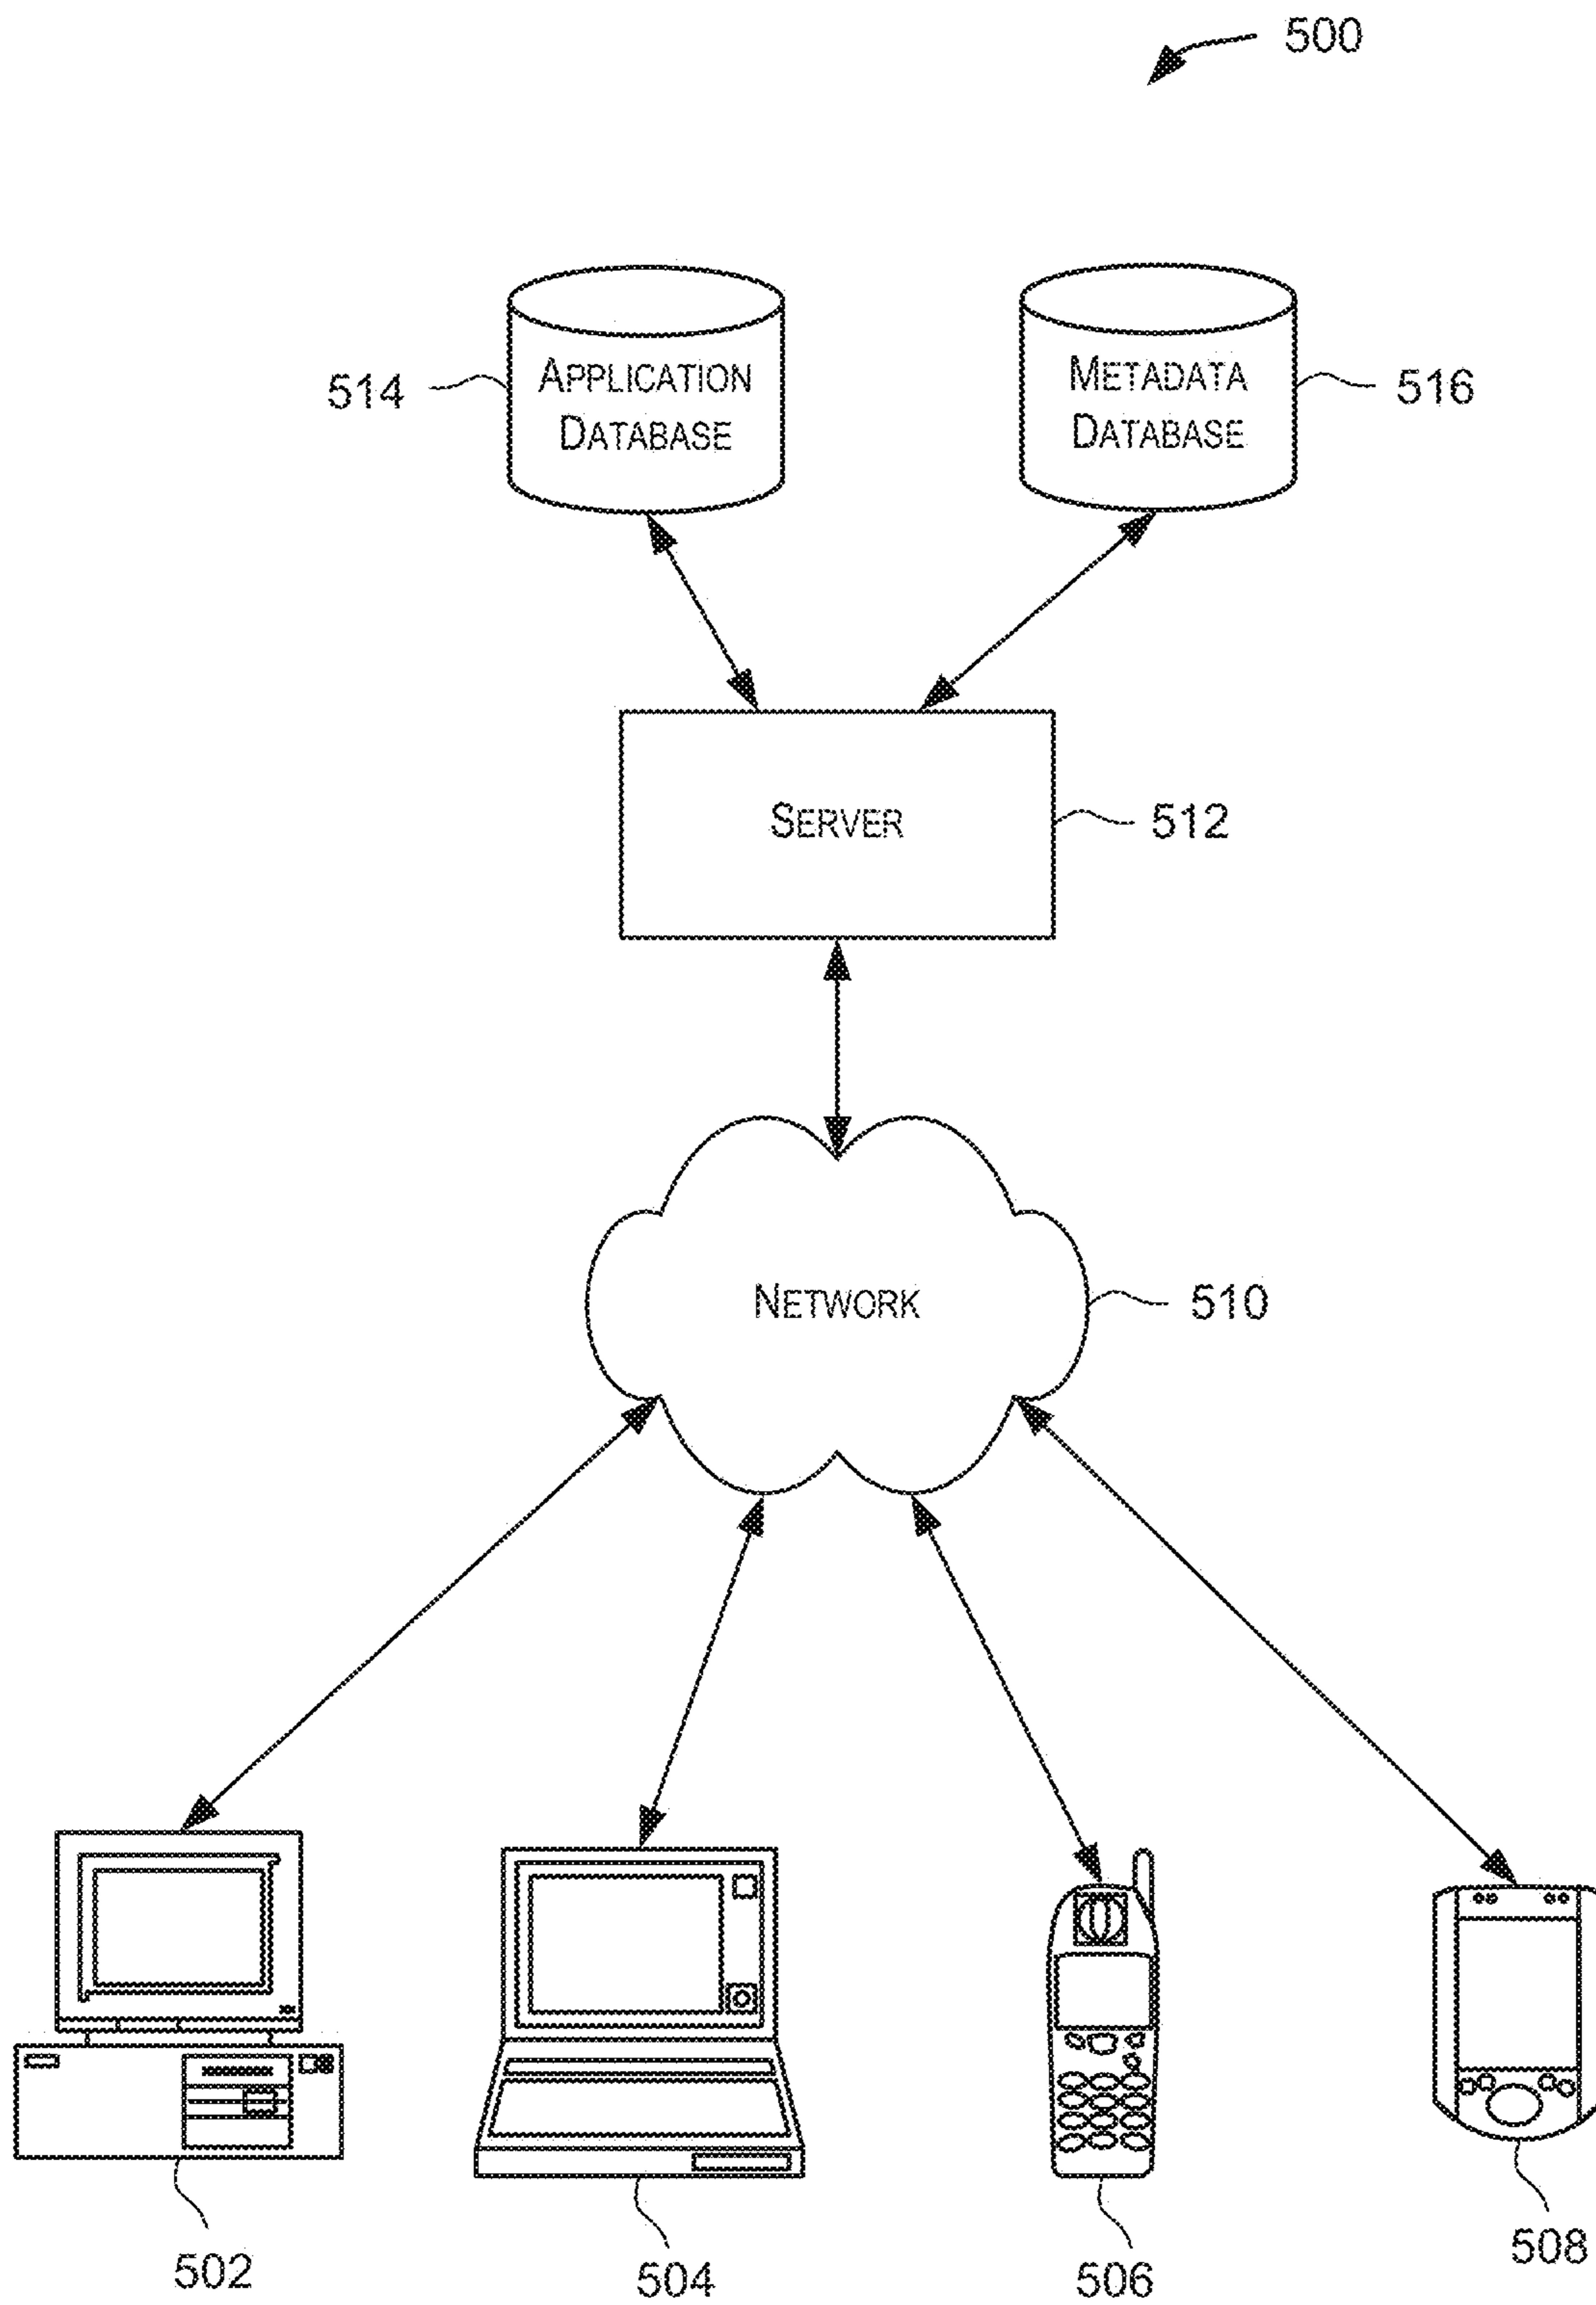 500
514
APPLICATION
DATABASE
METADATA
DATABASE
516
SERVER
512
NETWORK
510
502
504
506
508